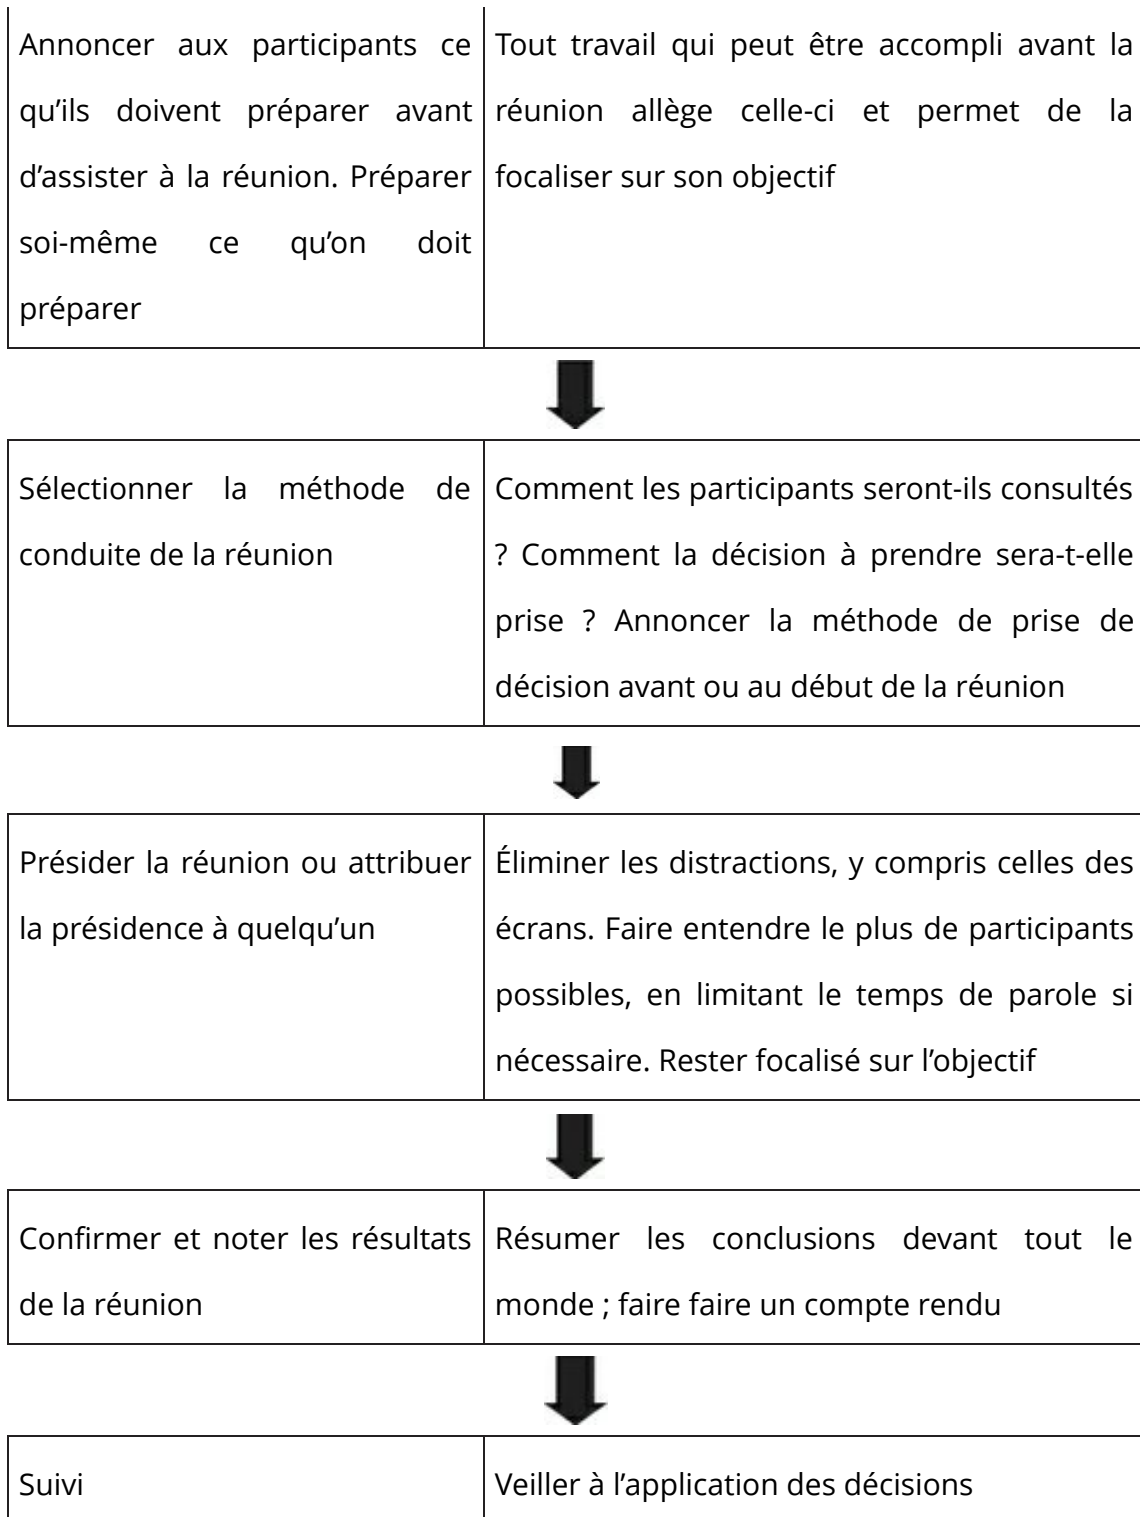 Annoncer aux participants ce
qu’ils doivent préparer avant
d’assister à la réunion. Préparer
soi-même ce qu’on doit
préparer
Tout travail qui peut être accompli avant la
réunion allège celle-ci et permet de la
focaliser sur son objectif
Sélectionner la méthode de
conduite de la réunion
Comment les participants seront-ils consultés
? Comment la décision à prendre sera-t-elle
prise ? Annoncer la méthode de prise de
décision avant ou au début de la réunion
Présider la réunion ou attribuer
la présidence à quelqu’un
Éliminer les distractions, y compris celles des
écrans. Faire entendre le plus de participants
possibles, en limitant le temps de parole si
nécessaire. Rester focalisé sur l’objectif
Confirmer et noter les résultats
de la réunion
Résumer les conclusions devant tout le
monde ; faire faire un compte rendu
Suivi
Veiller à l’application des décisions